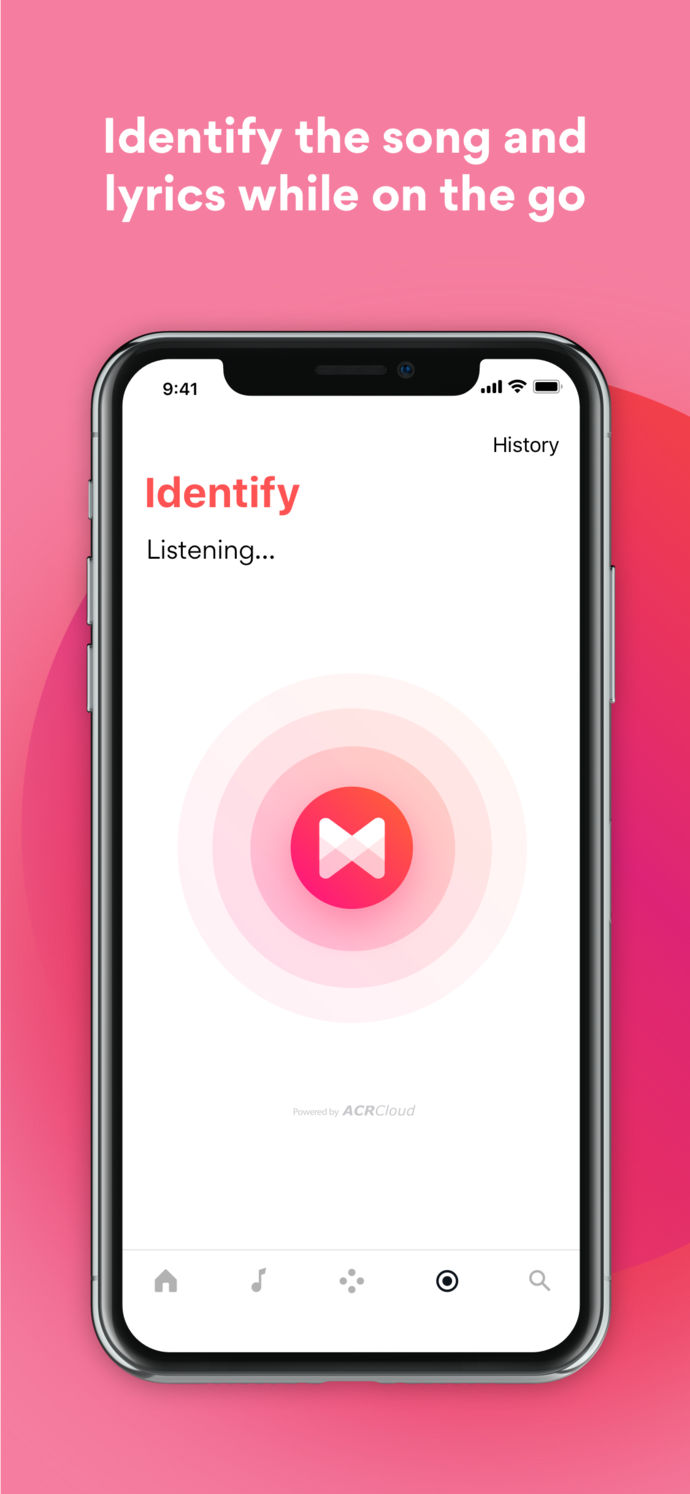 Identify the song and
lyrics while on the go
9:41
History
Identify
Listening...
Powered by ACRCloud